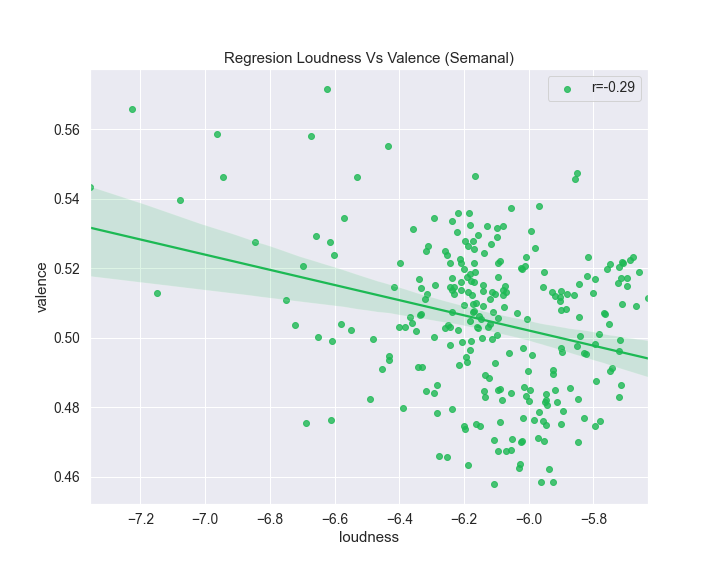 Regresion Loudness Vs Valence (Semanal)
r=-0.29
0.56
0.54
0.52
0.50
0.48
0.46
valence
−7.2 −7.0 −6.8 −6.6 −6.4 −6.2 −6.0 −5.8
loudness